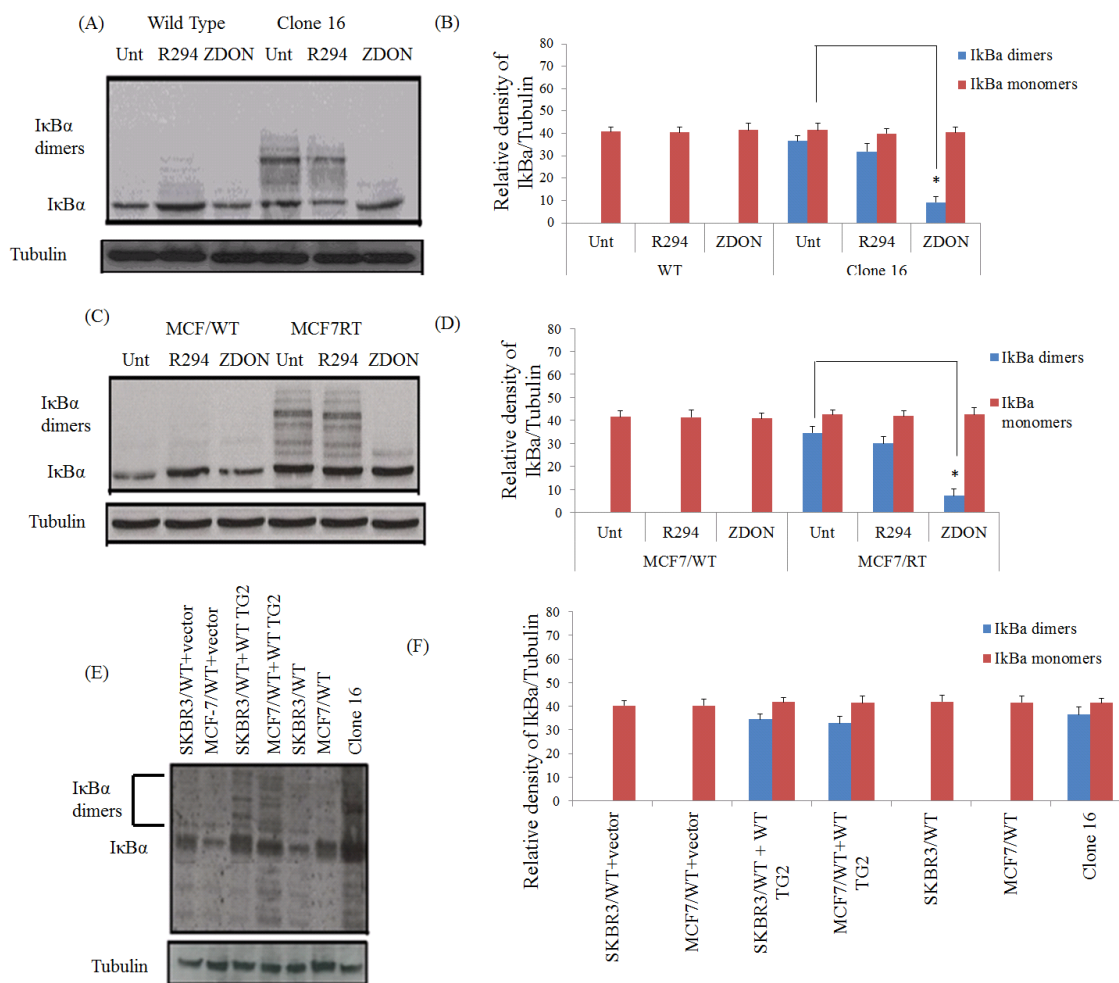 (A)
Wild Type Clone 16
Unt R294 ZDON Unt R294 ZDON
IκBα
dimers
IκBα
Tubulin
(B)
Relative density of
IkBa/Tubulin
80
70
60
50
40
30
20
10
0
IkBa dimers
IkBa monomers
*
Unt R294 ZDON Unt R294 ZDON
WT Clone 16
(C)
MCF/WT MCF7RT
Unt R294 ZDON Unt R294 ZDON
IκBα
dimers
IκBα
Tubulin
(D)
Relative density of
IkBa/Tubulin
80
70
60
50
40
30
20
10
0
IkBa dimers
IkBa
monomers
*
Unt R294 ZDON Unt R294 ZDON
MCF7/WT MCF7/RT
(E)
SKBR3/WT+vector
MCF-7/WT+vector
SKBR3/WT+WT TG2
MCF7/WT+WT TG2
SKBR3/WT
MCF7/WT
Clone 16
IκBα
dimers
IκBα
Tubulin
(F)
Relative density of IkBa/Tubulin
80
70
60
50
40
30
20
10
0
IkBa dimers
IkBa monomers
SKBR3/WT+vector
MCF7/WT+vector
SKBR3/WT + WT
TG2
MCF7/WT+WT
TG2
SKBR3/WT
MCF7/WT
Clone 16